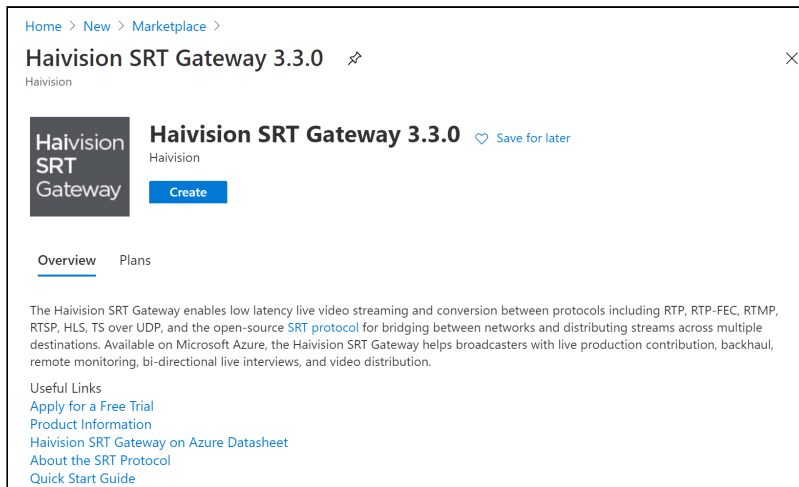 Home > New > Marketplace >
Haivision SRT Gateway 3.3.0
Haivision
Haivision
SRT
Gateway
Haivision SRT Gateway 3.3.0
Save for later
Haivision
Create
Overview Plans
The Haivision SRT Gateway enables low latency live video streaming and conversion between protocols including RTP, RTP-FEC, RTMP,
RTSP, HLS, TS over UDP, and the open-source SRT protocol for bridging between networks and distributing streams across multiple
destinations. Available on Microsoft Azure, the Haivision SRT Gateway helps broadcasters with live production contribution, backhaul,
remote monitoring, bi-directional live interviews, and video distribution.
Useful Links
Apply for a Free Trial
Product Information
Haivision SRT Gateway on Azure Datasheet
About the SRT Protocol
Quick Start Guide